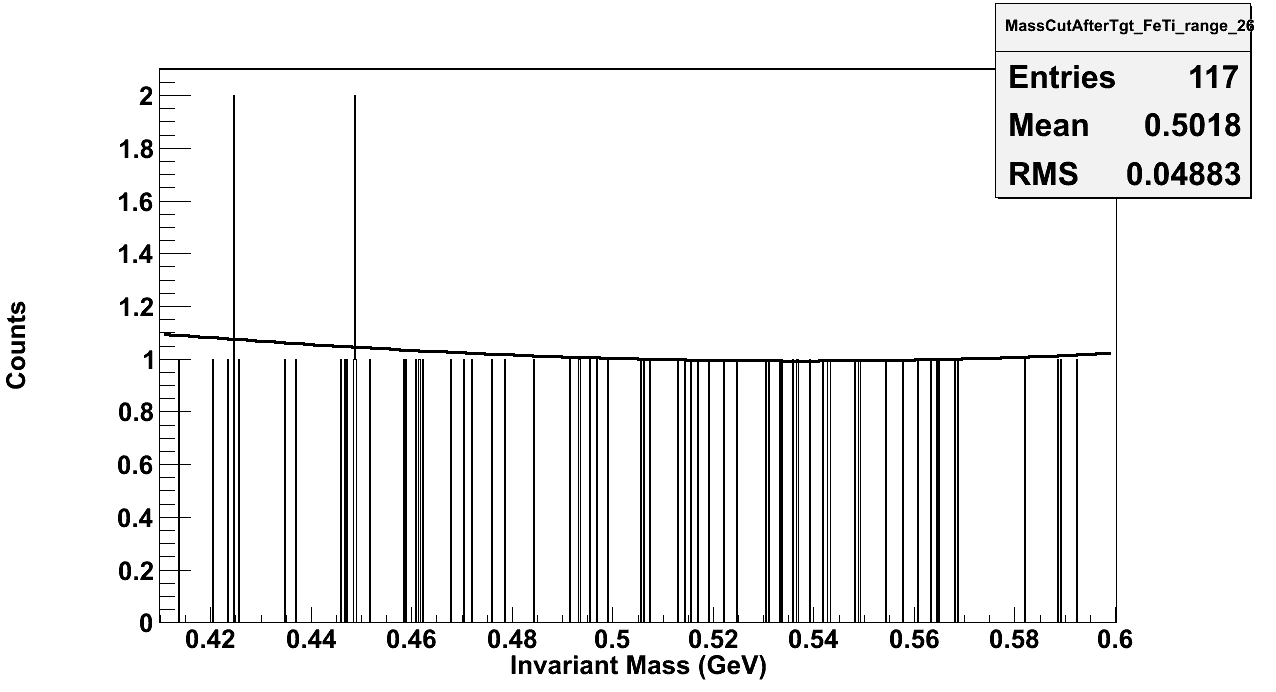 MassCutAfterTgt_FeTi_range_26
Entries 117
Mean 0.5018
RMS 0.04883
2
1.8
1.6
1.4
1.2
1
0.8
0.6
0.4
0.2
0
Counts
0.42 0.44 0.46 0.48 0.5 0.52 0.54 0.56 0.58 0.6
Invariant Mass (GeV)